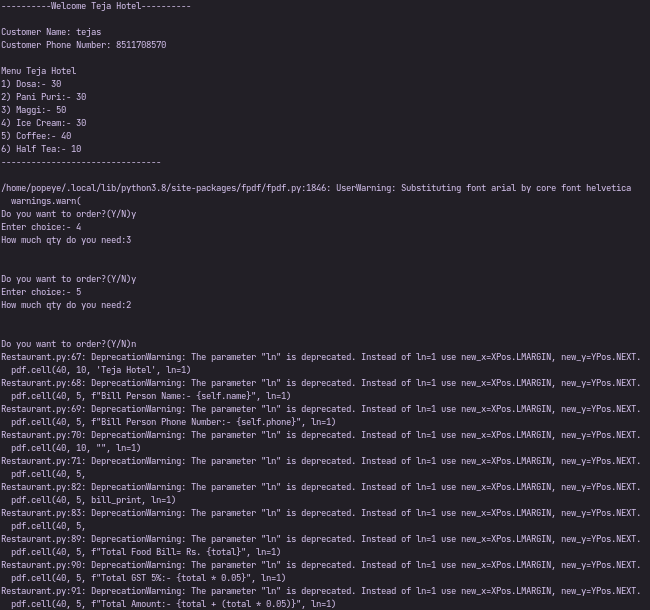 ----------Welcome Teja Hotel----------
Customer Name: tejas
Customer Phone Number: 8511708570
Menu Teja Hotel
1) Dosa:- 30
2) Pani Puri:- 30
3) Maggi:- 50
4) Ice Cream:- 30
5) Coffee:- 40
6) Half Tea:- 10
--------------------------------
/home/popeye/.local/lib/python3.8/site-packages/fpdf/fpdf.py:1846: UserWarning: Substituting font arial by core font helvetica
  warnings.warn(
Do you want to order?(Y/N)y
Enter choice:- 4
How much qty do you need:3
Do you want to order?(Y/N)y
Enter choice:- 5
How much qty do you need:2
Do you want to order?(Y/N)n
Restaurant.py:67: DeprecationWarning: The parameter "ln" is deprecated. Instead of ln=1 use new_x=XPos.LMARGIN, new_y=YPos.NEXT.
  pdf.cell(40, 10, 'Teja Hotel', ln=1)
Restaurant.py:68: DeprecationWarning: The parameter "ln" is deprecated. Instead of ln=1 use new_x=XPos.LMARGIN, new_y=YPos.NEXT.
  pdf.cell(40, 5, f"Bill Person Name:- {self.name}", ln=1)
Restaurant.py:69: DeprecationWarning: The parameter "ln" is deprecated. Instead of ln=1 use new_x=XPos.LMARGIN, new_y=YPos.NEXT.
  pdf.cell(40, 5, f"Bill Person Phone Number:- {self.phone}", ln=1)
Restaurant.py:70: DeprecationWarning: The parameter "ln" is deprecated. Instead of ln=1 use new_x=XPos.LMARGIN, new_y=YPos.NEXT.
  pdf.cell(40, 10, "", ln=1)
Restaurant.py:71: DeprecationWarning: The parameter "ln" is deprecated. Instead of ln=1 use new_x=XPos.LMARGIN, new_y=YPos.NEXT.
  pdf.cell(40, 5,
Restaurant.py:82: DeprecationWarning: The parameter "ln" is deprecated. Instead of ln=1 use new_x=XPos.LMARGIN, new_y=YPos.NEXT.
  pdf.cell(40, 5, bill_print, ln=1)
Restaurant.py:83: DeprecationWarning: The parameter "ln" is deprecated. Instead of ln=1 use new_x=XPos.LMARGIN, new_y=YPos.NEXT.
  pdf.cell(40, 5,
Restaurant.py:89: DeprecationWarning: The parameter "ln" is deprecated. Instead of ln=1 use new_x=XPos.LMARGIN, new_y=YPos.NEXT.
  pdf.cell(40, 5, f"Total Food Bill= Rs. {total}", ln=1)
Restaurant.py:90: DeprecationWarning: The parameter "ln" is deprecated. Instead of ln=1 use new_x=XPos.LMARGIN, new_y=YPos.NEXT.
  pdf.cell(40, 5, f"Total GST 5%:- {total * 0.05}", ln=1)
Restaurant.py:91: DeprecationWarning: The parameter "ln" is deprecated. Instead of ln=1 use new_x=XPos.LMARGIN, new_y=YPos.NEXT.
  pdf.cell(40, 5, f"Total Amount:- {total + (total * 0.05)}", ln=1)